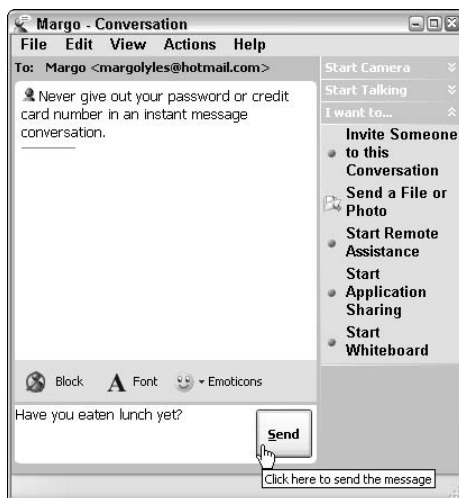 Margo - Conversation
File Edit View Actions Help
To: Margo <margolyles@hotmail.com>
Never give out your password or credit
card number in an instant message
conversation.
Start Camera
Start Talking
I want to...
Invite Someone
to this
Conversation
Send a File or
Photo
Start Remote
Assistance
Start
Application
Sharing
Start
Whiteboard
Block Font Emoticons
Have you eaten lunch yet?
Send
Click here to send the message